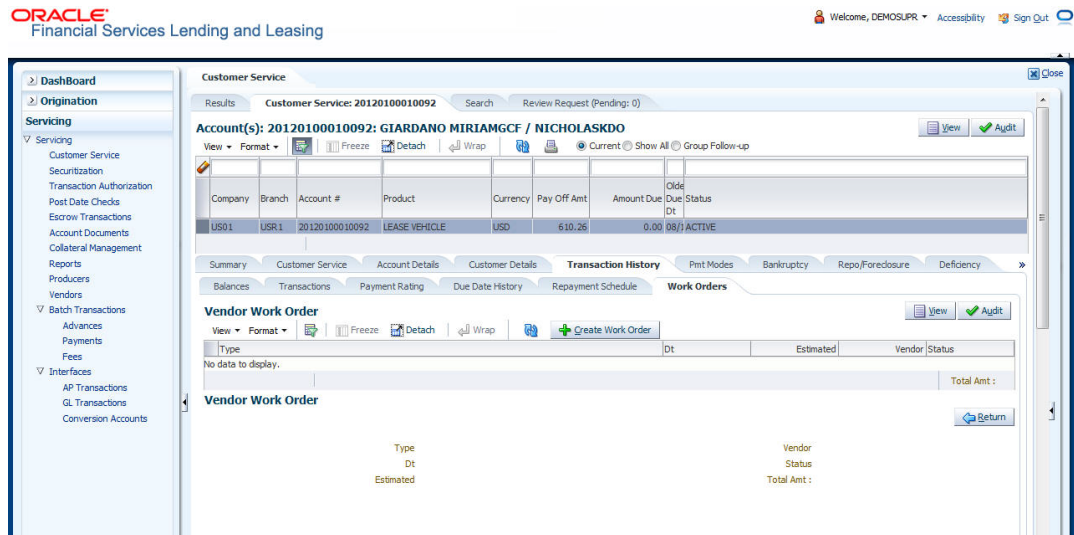 ORACLE
Financial Services Lending and Leasing
Welcome, DEMOSUPR Accessibility Sign Out
Close
DashBoard
Origination
Servicing
Servicing
Customer Service
Securitization
Transaction Authorization
Post Date Checks
Escrow Transactions
Account Documents
Collateral Management
Reports
Producers
Vendors
Batch Transactions
Advances
Payments
Fees
Interfaces
AP Transactions
GL Transactions
Conversion Accounts
Customer Service
Results Customer Service: 20120100010092 Search Review Request (Pending: 0)
Account(s): 20120100010092: GIARDANO MIRIAMGCF / NICHOLASKDO
View Audit
View Format Freeze Detach Wrap Current Show All Group Follow-up
Company Branch Account # Product Currency Pay Off Amt Amount Due Olde Due Dt Status
US01 USR1 20120100010092 LEASE VEHICLE USD 610.26 0.00 08/1 ACTIVE
Summary Customer Service Account Details Customer Details Transaction History Pmt Modes Bankruptcy Repo/Foreclosure Deficiency »
Balances Transactions Payment Rating Due Date History Repayment Schedule Work Orders
Vendor Work Order
View Audit
View Format Freeze Detach Wrap Create Work Order
Type Dt Estimated Vendor Status
No data to display.
Total Amt :
Vendor Work Order
Return
Type Vendor
Dt Status
Estimated Total Amt :